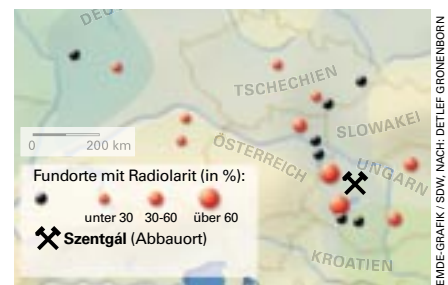 DEU
TSCHECHIEN
SLOWAKEI
ÖSTERREICH
UNGARN
KROATIEN
0 200 km
Fundorte mit Radiolarit (in %):
unter 30 30-60 über 60
Szentgál (Abbauort)
EMDE-GRAFIK / SDW, NACH: DETLEF GRONENBORN